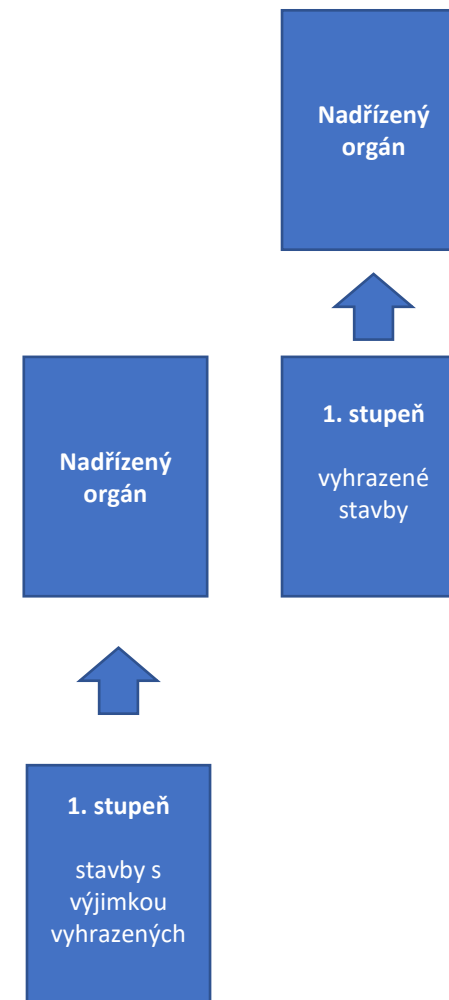 Nadřízený
orgán
1. stupeň
vyhrazené
stavby
Nadřízený
orgán
1. stupeň
stavby s
výjimkou
vyhrazených